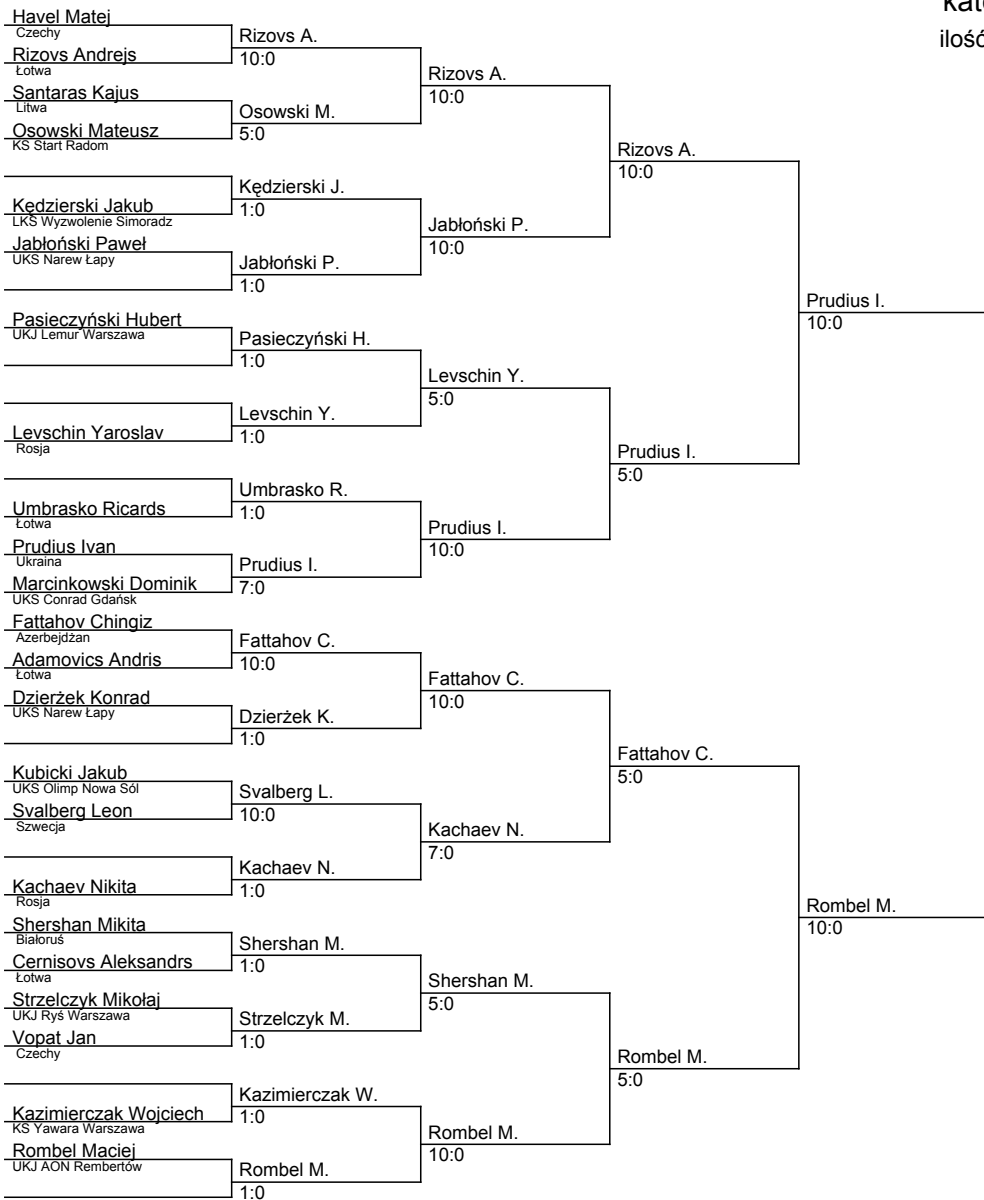 kate
ilość
Havel Matej
Czechy
Rizovs Andrejs
Łotwa
Santaras Kajus
Litwa
Osowski Mateusz
KS Start Radom
Kędzierski Jakub
LKS Wyzwolenie Simoradz
Jabłoński Paweł
UKS Narew Łapy
Pasieczyński Hubert
UKJ Lemur Warszawa
Levschin Yaroslav
Rosja
Umbrasko Ricards
Łotwa
Prudius Ivan
Ukraina
Marcinkowski Dominik
UKS Conrad Gdańsk
Fattahov Chingiz
Azerbejdżan
Adamovics Andris
Łotwa
Dzierżek Konrad
UKS Narew Łapy
Kubicki Jakub
UKS Olimp Nowa Sól
Svalberg Leon
Szwecja
Kachaev Nikita
Rosja
Shershan Mikita
Białoruś
Cernisovs Aleksandrs
Łotwa
Strzelczyk Mikołaj
UKJ Ryś Warszawa
Vopat Jan
Czechy
Kazimierczak Wojciech
KS Yawara Warszawa
Rombel Maciej
UKJ AON Rembertów
Rizovs A.
10:0
Osowski M.
5:0
Kędzierski J.
1:0
Jabłoński P.
1:0
Pasieczyński H.
1:0
Levschin Y.
1:0
Umbrasko R.
1:0
Prudius I.
7:0
Fattahov C.
10:0
Dzierżek K.
1:0
Svalberg L.
10:0
Kachaev N.
1:0
Shershan M.
1:0
Strzelczyk M.
1:0
Kazimierczak W.
1:0
Rombel M.
1:0
Rizovs A.
10:0
Jabłoński P.
10:0
Levschin Y.
5:0
Prudius I.
10:0
Fattahov C.
10:0
Kachaev N.
7:0
Shershan M.
5:0
Rombel M.
10:0
Rizovs A.
10:0
Prudius I.
5:0
Fattahov C.
5:0
Rombel M.
5:0
Prudius I.
10:0
Rombel M.
10:0